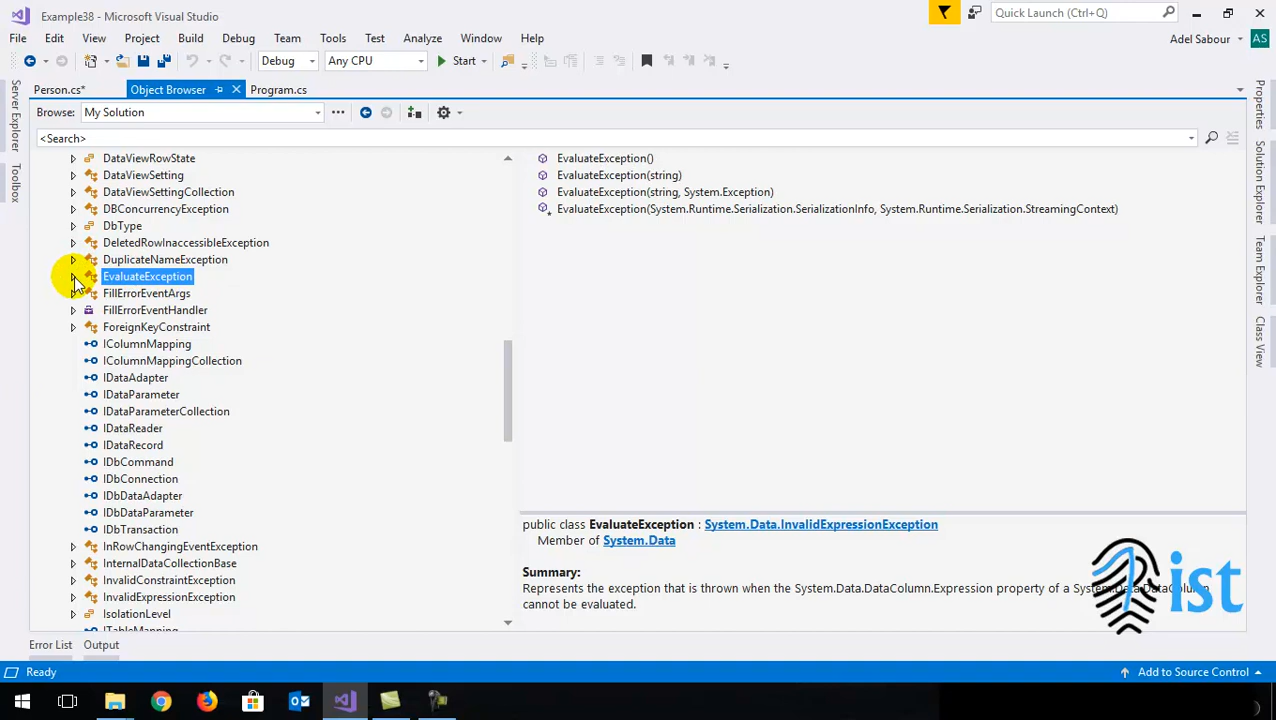 Example38 - Microsoft Visual Studio
Quick Launch (Ctrl+Q)
File Edit View Project Build Debug Team Tools Test Analyze Window Help
Adel Sabour AS
Debug Any CPU Start
Person.cs* Object Browser Program.cs
Browse: My Solution
<Search>
Server Explorer
Toolbox
DataViewRowState
DataViewSetting
DataViewSettingCollection
DBConcurrencyException
DbType
DeletedRowInaccessibleException
DuplicateNameException
EvaluateException
FillErrorEventArgs
FillErrorEventHandler
ForeignKeyConstraint
IColumnMapping
IColumnMappingCollection
IDataAdapter
IDataParameter
IDataParameterCollection
IDataReader
IDataRecord
IDbCommand
IDbConnection
IDbDataAdapter
IDbDataParameter
IDbTransaction
InRowChangingEventException
InternalDataCollectionBase
InvalidConstraintException
InvalidExpressionException
IsolationLevel
ITableMapping
EvaluateException()
EvaluateException(string)
EvaluateException(string, System.Exception)
EvaluateException(System.Runtime.Serialization.SerializationInfo, System.Runtime.Serialization.StreamingContext)
public class EvaluateException : System.Data.InvalidExpressionException
Member of System.Data
Summary:
Represents the exception that is thrown when the System.Data.DataColumn.Expression property of a System.Data.DataColumn
cannot be evaluated.
ist
Properties
Solution Explorer
Team Explorer
Class View
Error List Output
Ready
Add to Source Control